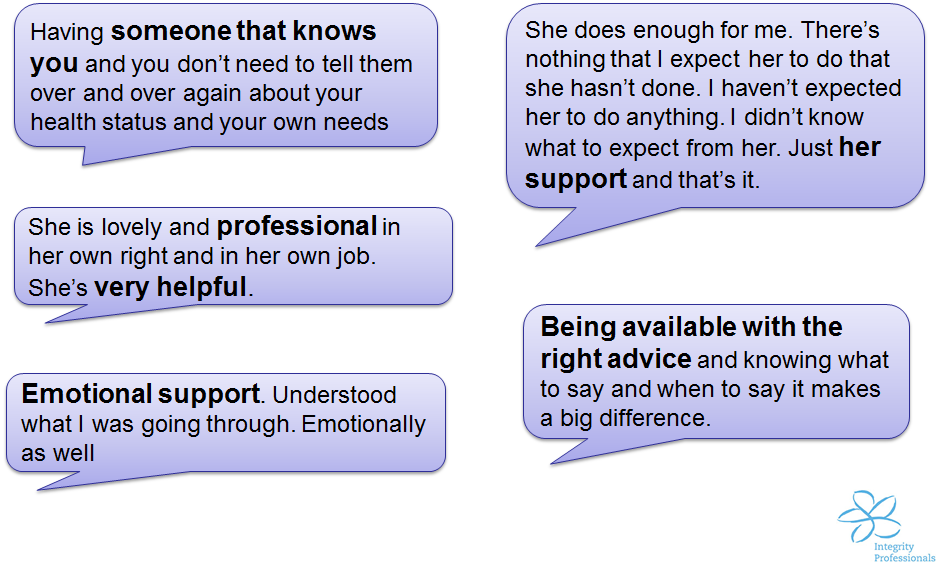 Having someone that knows
you and you don’t need to tell them
over and over again about your
health status and your own needs
She is lovely and professional in
her own right and in her own job.
She’s very helpful.
Emotional support. Understood
what I was going through. Emotionally
as well
She does enough for me. There’s
nothing that I expect her to do that
she hasn’t done. I haven’t expected
her to do anything. I didn’t know
what to expect from her. Just her
support and that’s it.
Being available with the
right advice and knowing what
to say and when to say it makes
a big difference.
Integrity
Professionals